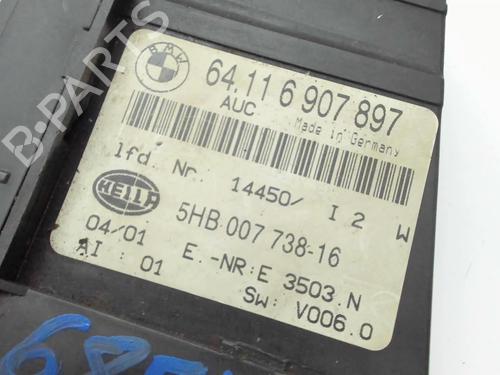 BMW
64.11 6 907 897
AUC
Made in Germany
lfd. Nr. 14450/ I 2 W
HELLA
5HB 007 738-16
04/01
E.-NR:E 3503.N
AI : 01
SW: V006.0
B-PARTS